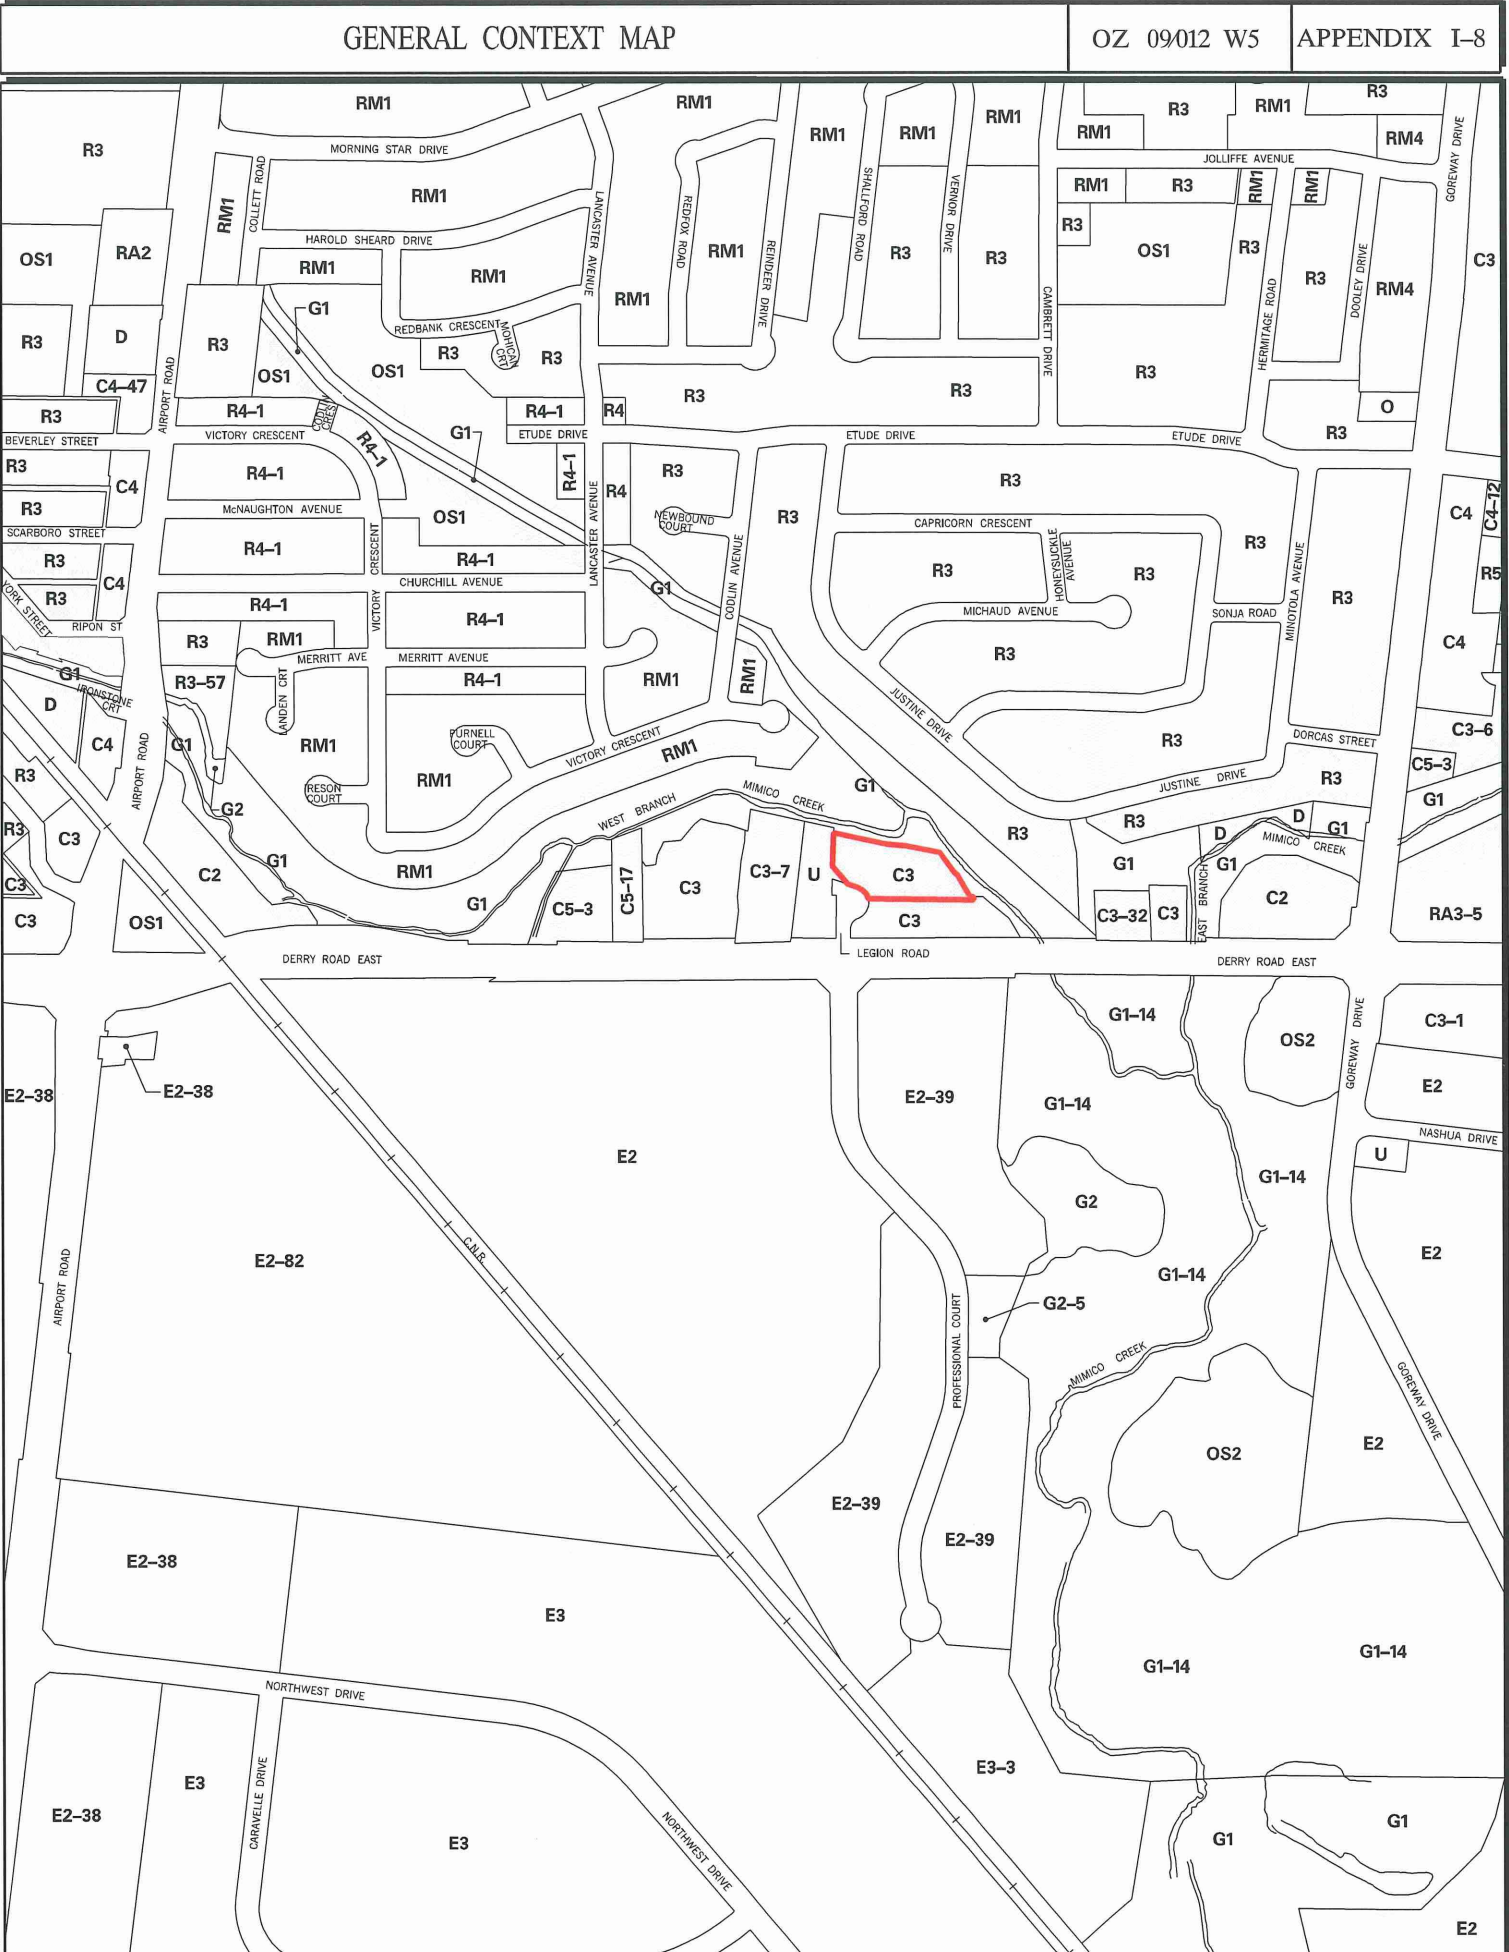 GENERAL CONTEXT MAP
OZ 09/012 W5
APPENDIX I–8
RM1
RM1
R3
RM1
R3
RM1
RM1
RM1
R3
RM1
RM4
MORNING STAR DRIVE
R3
JOLLIFFE AVENUE
GOREWAY DRIVE
COLLETT ROAD
RM1
RM1
LANCASTER AVENUE
REDFOX ROAD
SHALLFORD ROAD
VERNOR DRIVE
RM1
R3
RM1
RM1
R3
OS1
RA2
HAROLD SHEARD DRIVE
RM1
RM1
RM1
REINDEER DRIVE
R3
R3
OS1
R3
R3
DOOLEY DRIVE
RM4
C3
RM1
CAMBRETT DRIVE
HERMITAGE ROAD
G1
R3
D
R3
REDBANK CRESCENT
MOHICAN
CRT
R3
R3
OS1
OS1
AIRPORT ROAD
C4–47
R3
R3
R3
R3
R4–1
CODLIN
CRES
R4–1
R4
O
BEVERLEY STREET
VICTORY CRESCENT
R4–1
G1
ETUDE DRIVE
ETUDE DRIVE
ETUDE DRIVE
R3
R3
C4
R4–1
R4–1
R4
R3
R3
C4–12
R3
McNAUGHTON AVENUE
OS1
LANCASTER AVENUE
NEWBOUND
COURT
R3
CAPRICORN CRESCENT
C4
SCARBORO STREET
R3
R4–1
CRESCENT
R4–1
CODLIN AVENUE
HONEYSUCKLE
AVENUE
R3
MINOTOLA AVENUE
C4
CHURCHILL AVENUE
R3
R3
R5
YORK STREET
R3
RIPON ST
R4–1
VICTORY
R4–1
G1
MICHAUD AVENUE
SONJA ROAD
R3
R3
RM1
MERRITT AVE
MERRITT AVENUE
R3
C4
G1
IRONSTONE
CRT
R3–57
LANDEN CRT
R4–1
RM1
RM1
JUSTINE DRIVE
D
C4
AIRPORT ROAD
G1
RM1
FURNELL
COURT
VICTORY CRESCENT
RM1
R3
DORCAS STREET
C3–6
R3
RESON
COURT
RM1
G1
JUSTINE DRIVE
R3
C5–3
G1
G2
WEST BRANCH
MIMICO CREEK
R3
C3
R3
R3
D
D
G1
MIMICO CREEK
G1
C3
C2
RM1
C5–17
C3
C3–7
U
C3
G1
G1
EAST BRANCH
C2
C3
OS1
G1
C5–3
C3
C3–32
C3
RA3–5
DERRY ROAD EAST
LEGION ROAD
DERRY ROAD EAST
G1–14
OS2
GOREWAY DRIVE
C3–1
E2–38
E2–38
E2–39
G1–14
E2
NASHUA DRIVE
E2
G1–14
U
G2
C.N.R.
E2–82
E2
AIRPORT ROAD
G1–14
G2–5
PROFESSIONAL COURT
MIMICO CREEK
GOREWAY DRIVE
E2
OS2
E2–39
E2–39
E2–38
E3
G1–14
G1–14
NORTHWEST DRIVE
E3–3
E3
E2–38
CARAVELLE DRIVE
E3
NORTHWEST DRIVE
G1
G1
E2